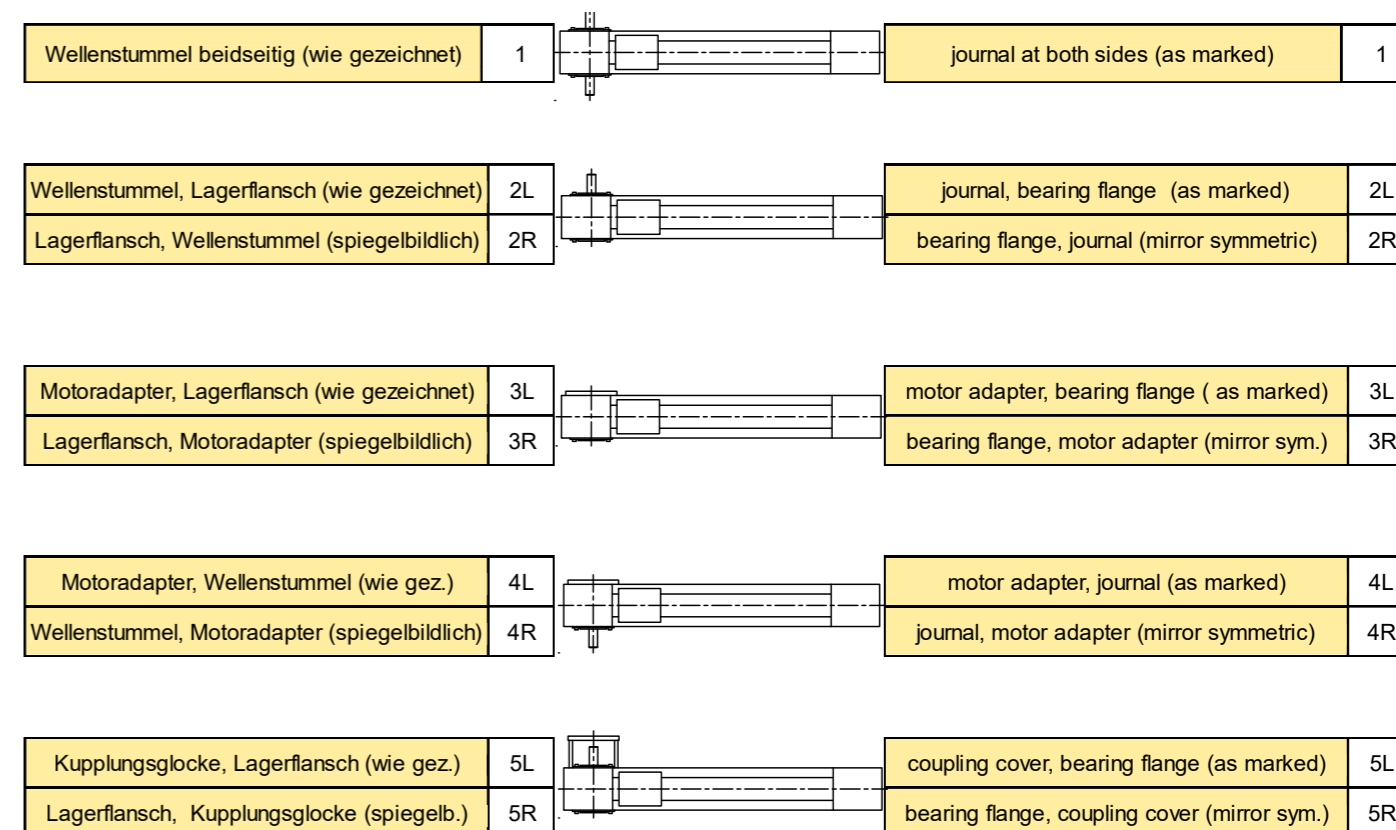 Wellenstummel beidseitig (wie gezeichnet) 1 journal at both sides (as marked) 1
Wellenstummel, Lagerflansch (wie gezeichnet) 2L journal, bearing flange (as marked) 2L
Lagerflansch, Wellenstummel (spiegelbildlich) 2R bearing flange, journal (mirror symmetric) 2R
Motoradapter, Lagerflansch (wie gezeichnet) 3L motor adapter, bearing flange ( as marked) 3L
Lagerflansch, Motoradapter (spiegelbildlich) 3R bearing flange, motor adapter (mirror sym.) 3R
Motoradapter, Wellenstummel (wie gez.) 4L motor adapter, journal (as marked) 4L
Wellenstummel, Motoradapter (spiegelbildlich) 4R journal, motor adapter (mirror symmetric) 4R
Kupplungsglocke, Lagerflansch (wie gez.) 5L coupling cover, bearing flange (as marked) 5L
Lagerflansch, Kupplungsglocke (spiegelb.) 5R bearing flange, coupling cover (mirror sym.) 5R